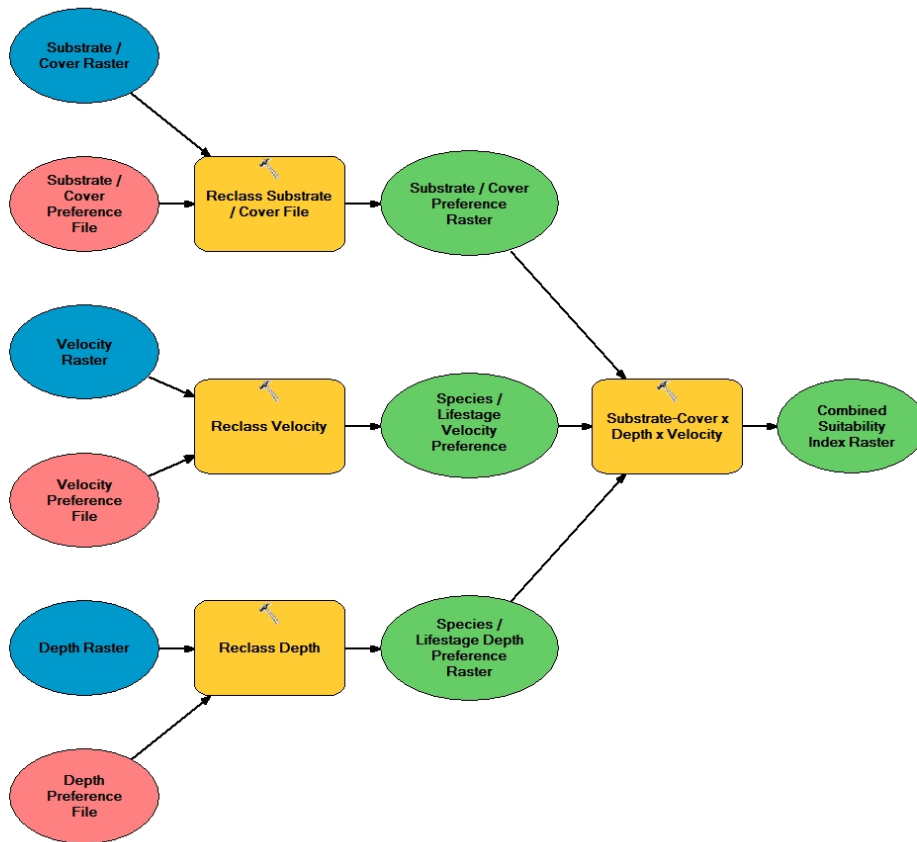 Substrate /
Cover Raster
Substrate /
Cover
Preference
File
Reclass Substrate
/ Cover File
Substrate / Cover
Preference
Raster
Velocity
Raster
Velocity
Preference
File
Reclass Velocity
Species /
Lifestage
Velocity
Preference
Substrate-Cover x
Depth x Velocity
Combined
Suitability
Index Raster
Depth Raster
Depth
Preference
File
Reclass Depth
Species /
Lifestage Depth
Preference
Raster